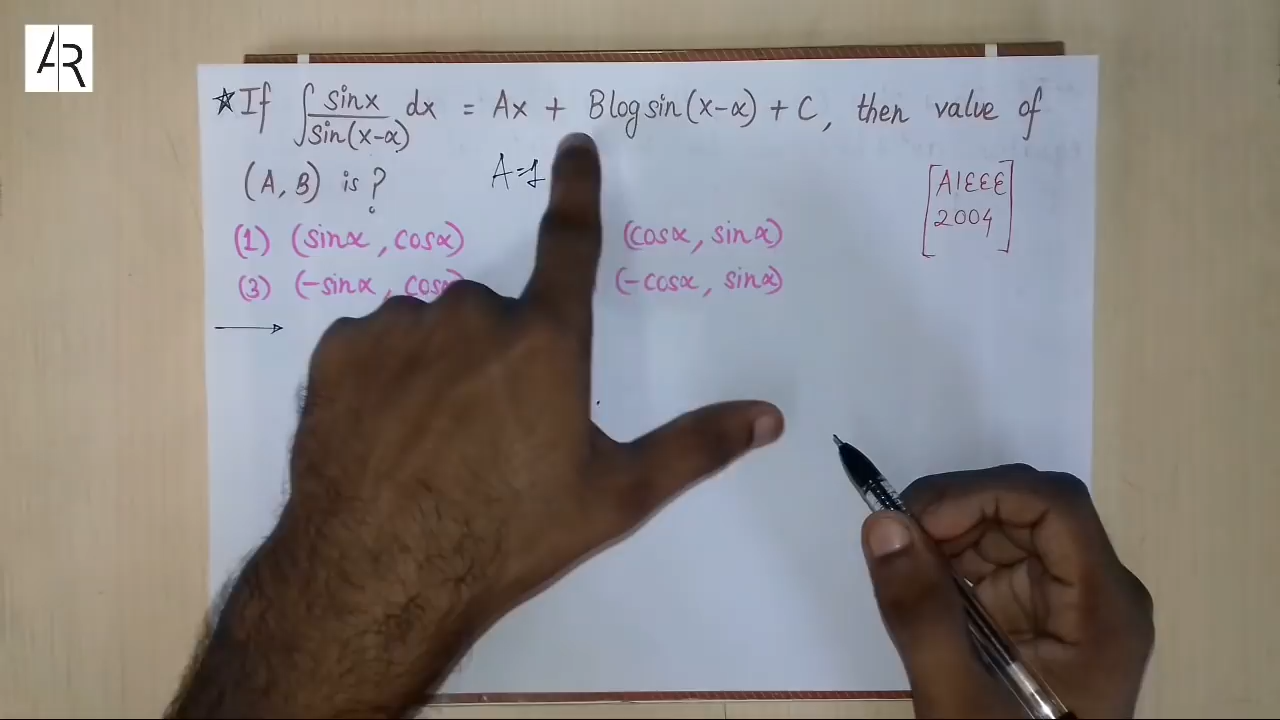 AR
★ If ∫ sinx / sin(x-α) dx = Ax + B log sin(x-α) + C, then value of
(A, B) is ?
A=1
[AIEEE
2004]
(1) (sinα, cosα) (cosα, sinα)
(3) (-sinα, (-cosα, sinα)